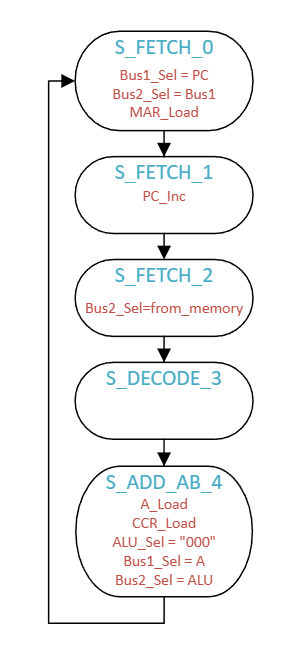 S_FETCH_0
Bus1_Sel = PC
Bus2_Sel = Bus1
MAR_Load
S_FETCH_1
PC_Inc
S_FETCH_2
Bus2_Sel=from_memory
S_DECODE_3
S_ADD_AB_4
A_Load
CCR_Load
ALU_Sel = "000"
Bus1_Sel = A
Bus2_Sel = ALU